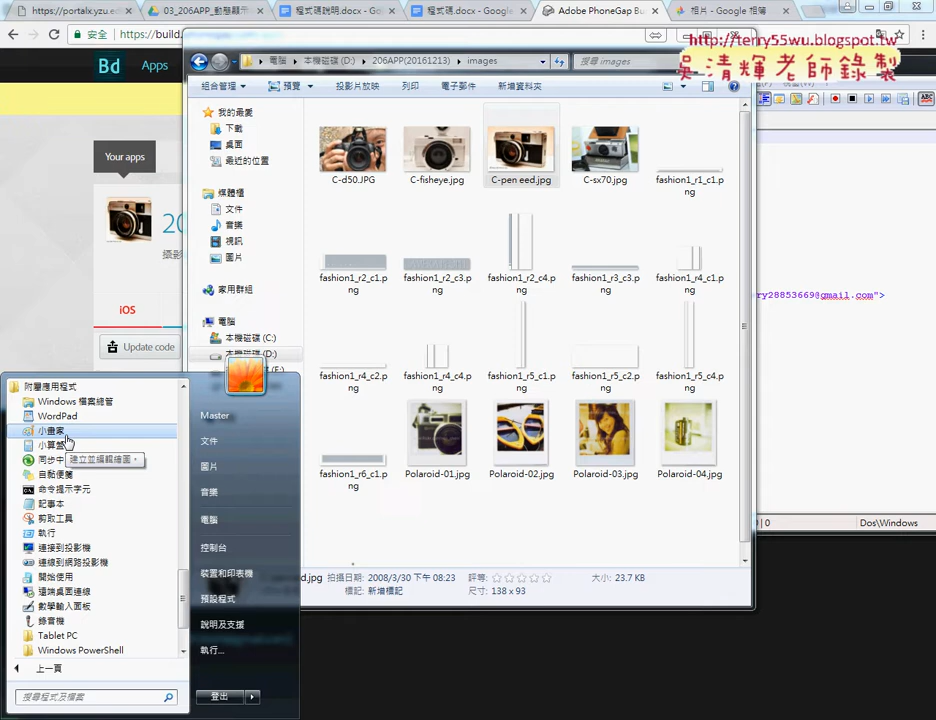 https://portalx.yzu.edu
03_206APP_動態顯示
程式碼說明.docx - Go
程式碼.docx - Google
Adobe PhoneGap Bu
相片 - Google 相簿
安全 https://build.
http://terry55wu.blogspot.tw
吳清輝老師錄製
Bd Apps
電腦 本機磁碟 (D:) 206APP(20161213) images
搜尋 images
組合管理 預覽 投影片放映 列印 電子郵件 新增資料夾
我的最愛
下載
桌面
最近的位置
媒體櫃
文件
音樂
視訊
圖片
家用群組
電腦
本機磁碟 (C:)
本機磁碟 (D:)
C-d50.JPG
C-fisheye.jpg
C-pen eed.jpg
C-sx70.jpg
fashion1_r1_c1.png
fashion1_r2_c1.png
fashion1_r2_c3.png
fashion1_r2_c4.png
fashion1_r3_c3.png
fashion1_r4_c1.png
fashion1_r4_c2.png
fashion1_r4_c4.png
fashion1_r5_c1.png
fashion1_r5_c2.png
fashion1_r5_c4.png
fashion1_r6_c1.png
Polaroid-01.jpg
Polaroid-02.jpg
Polaroid-03.jpg
Polaroid-04.jpg
拍攝日期: 2008/3/30 下午 08:23
標記: 新增標記
評等:
尺寸: 138 x 93
大小: 23.7 KB
Your apps
20
iOS
Update code
ry28853669@gmail.com">
Dos\Windows
附屬應用程式
Windows 檔案總管
WordPad
小畫家
小算盤
同步中
建立並編輯繪圖。
自黏便箋
命令提示字元
記事本
剪取工具
執行
連接到投影機
連線到網路投影機
開始使用
遠端桌面連線
數學輸入面板
錄音機
Tablet PC
Windows PowerShell
上一頁
搜尋程式及檔案
Master
文件
圖片
音樂
電腦
控制台
裝置和印表機
預設程式
說明及支援
執行...
登出